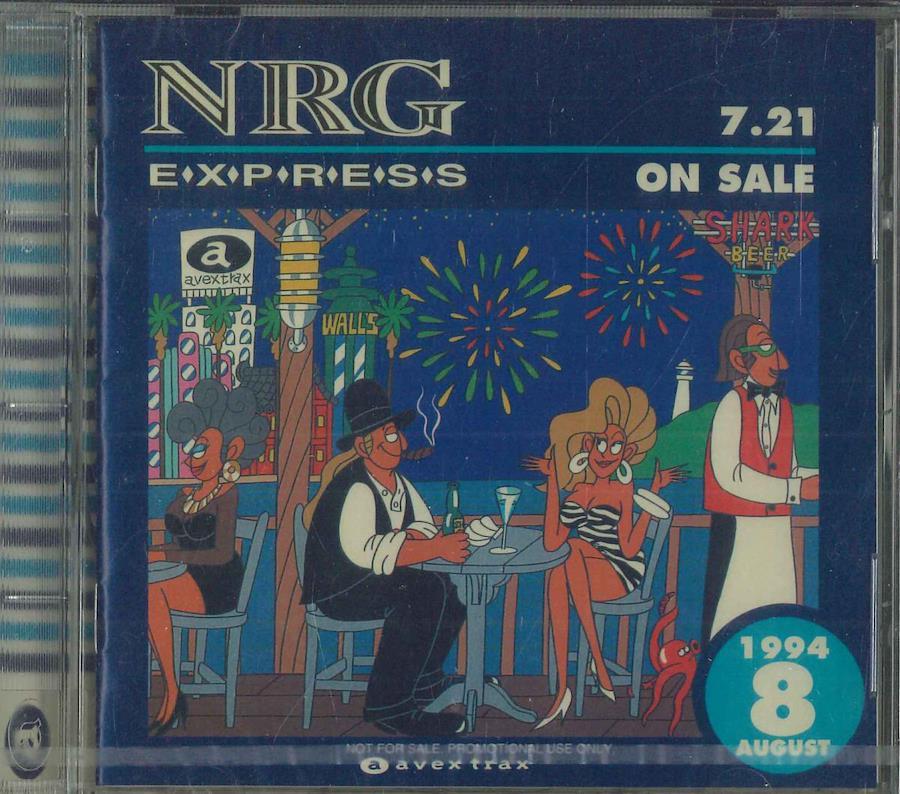 NRG
E•X•P•R•E•S•S
7.21
ON SALE
a
avex trax
WALL'S
SHARK
BEER
1994
8
AUGUST
NOT FOR SALE. PROMOTIONAL USE ONLY.
a avex trax